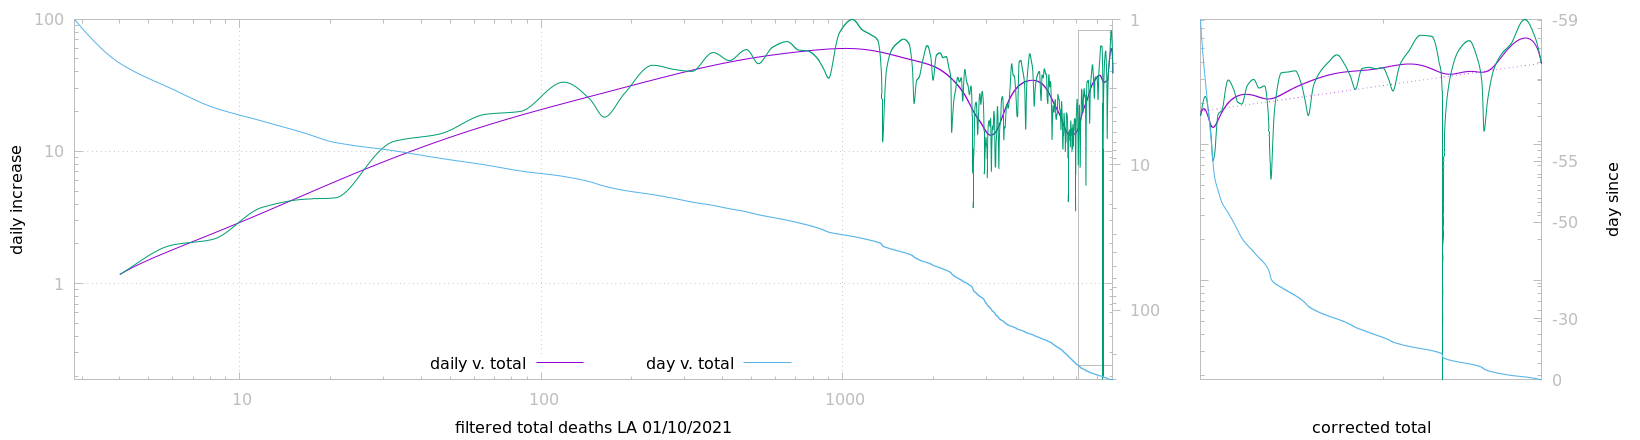 100
10
1
daily increase
daily v. total
day v. total
10
100
1000
filtered total deaths LA 01/10/2021
1
10
100
-59
-55
-50
-30
0
day since
corrected total